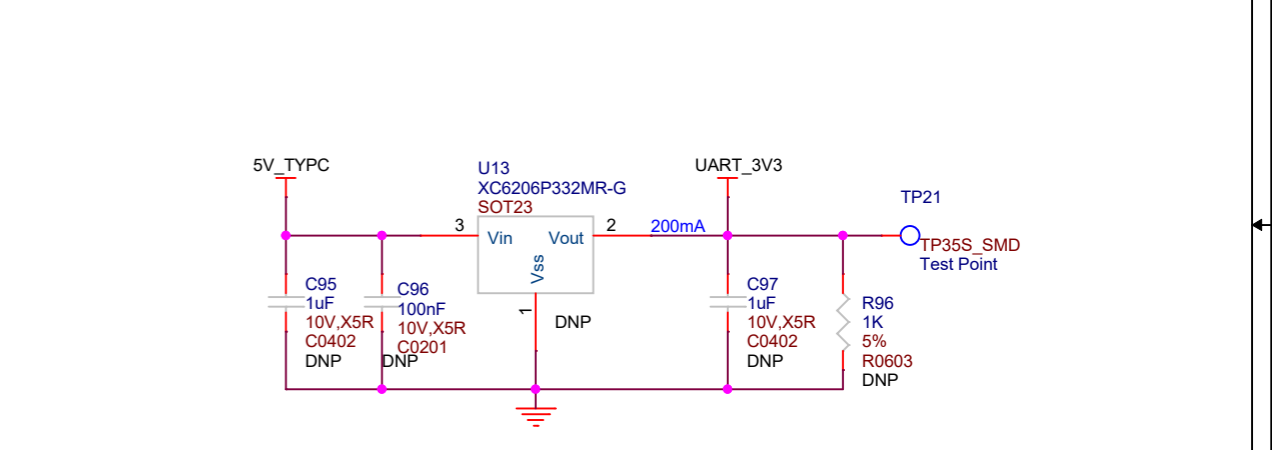 5V_TYPC
U13
XC6206P332MR-G
SOT23
UART_3V3
TP21
3
Vin
Vout
Vss
2
200mA
1
DNP
TP35S_SMD
Test Point
C95
1uF
10V,X5R
C0402
DNP
C96
100nF
10V,X5R
C0201
DNP
C97
1uF
10V,X5R
C0402
DNP
R96
1K
5%
R0603
DNP